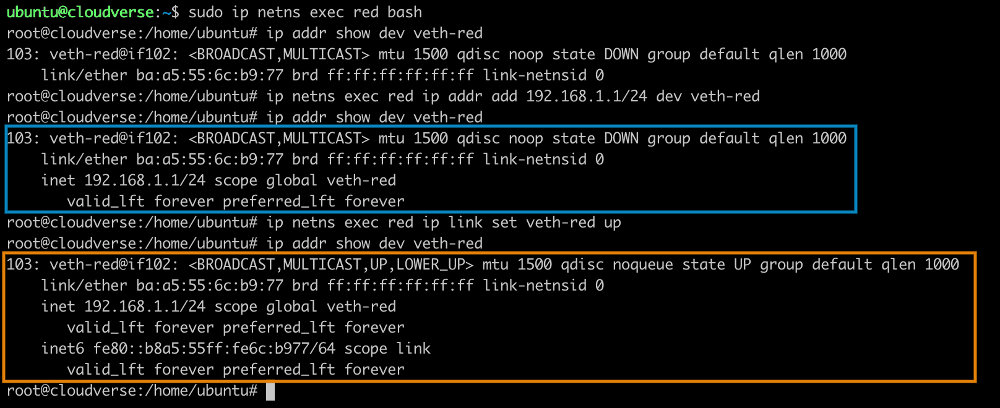 ubuntu@cloudverse:~$ sudo ip netns exec red bash
root@cloudverse:/home/ubuntu# ip addr show dev veth-red
103: veth-red@if102: <BROADCAST,MULTICAST> mtu 1500 qdisc noop state DOWN group default qlen 1000
    link/ether ba:a5:55:6c:b9:77 brd ff:ff:ff:ff:ff:ff link-netnsid 0
root@cloudverse:/home/ubuntu# ip netns exec red ip addr add 192.168.1.1/24 dev veth-red
root@cloudverse:/home/ubuntu# ip addr show dev veth-red
103: veth-red@if102: <BROADCAST,MULTICAST> mtu 1500 qdisc noop state DOWN group default qlen 1000
    link/ether ba:a5:55:6c:b9:77 brd ff:ff:ff:ff:ff:ff link-netnsid 0
    inet 192.168.1.1/24 scope global veth-red
       valid_lft forever preferred_lft forever
root@cloudverse:/home/ubuntu# ip netns exec red ip link set veth-red up
root@cloudverse:/home/ubuntu# ip addr show dev veth-red
103: veth-red@if102: <BROADCAST,MULTICAST,UP,LOWER_UP> mtu 1500 qdisc noqueue state UP group default qlen 1000
    link/ether ba:a5:55:6c:b9:77 brd ff:ff:ff:ff:ff:ff link-netnsid 0
    inet 192.168.1.1/24 scope global veth-red
       valid_lft forever preferred_lft forever
    inet6 fe80::b8a5:55ff:fe6c:b977/64 scope link
       valid_lft forever preferred_lft forever
root@cloudverse:/home/ubuntu#